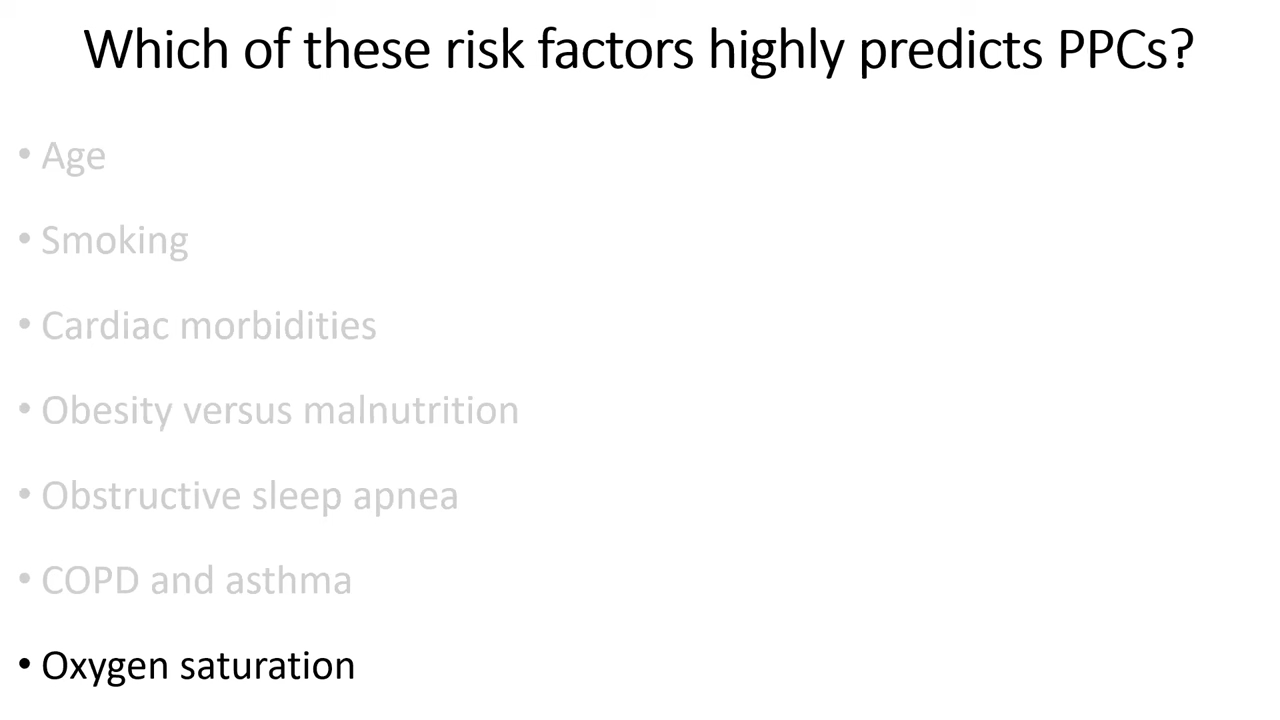 Which of these risk factors highly predicts PPCs?
• Age
• Smoking
• Cardiac morbidities
• Obesity versus malnutrition
• Obstructive sleep apnea
• COPD and asthma
• Oxygen saturation